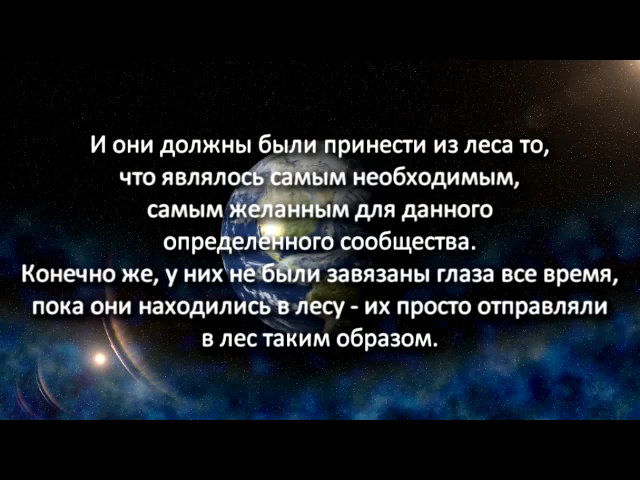 И они должны были принести из леса то,
что являлось самым необходимым,
самым желанным для данного
определенного сообщества.
Конечно же, у них не были завязаны глаза все время,
пока они находились в лесу - их просто отправляли
в лес таким образом.